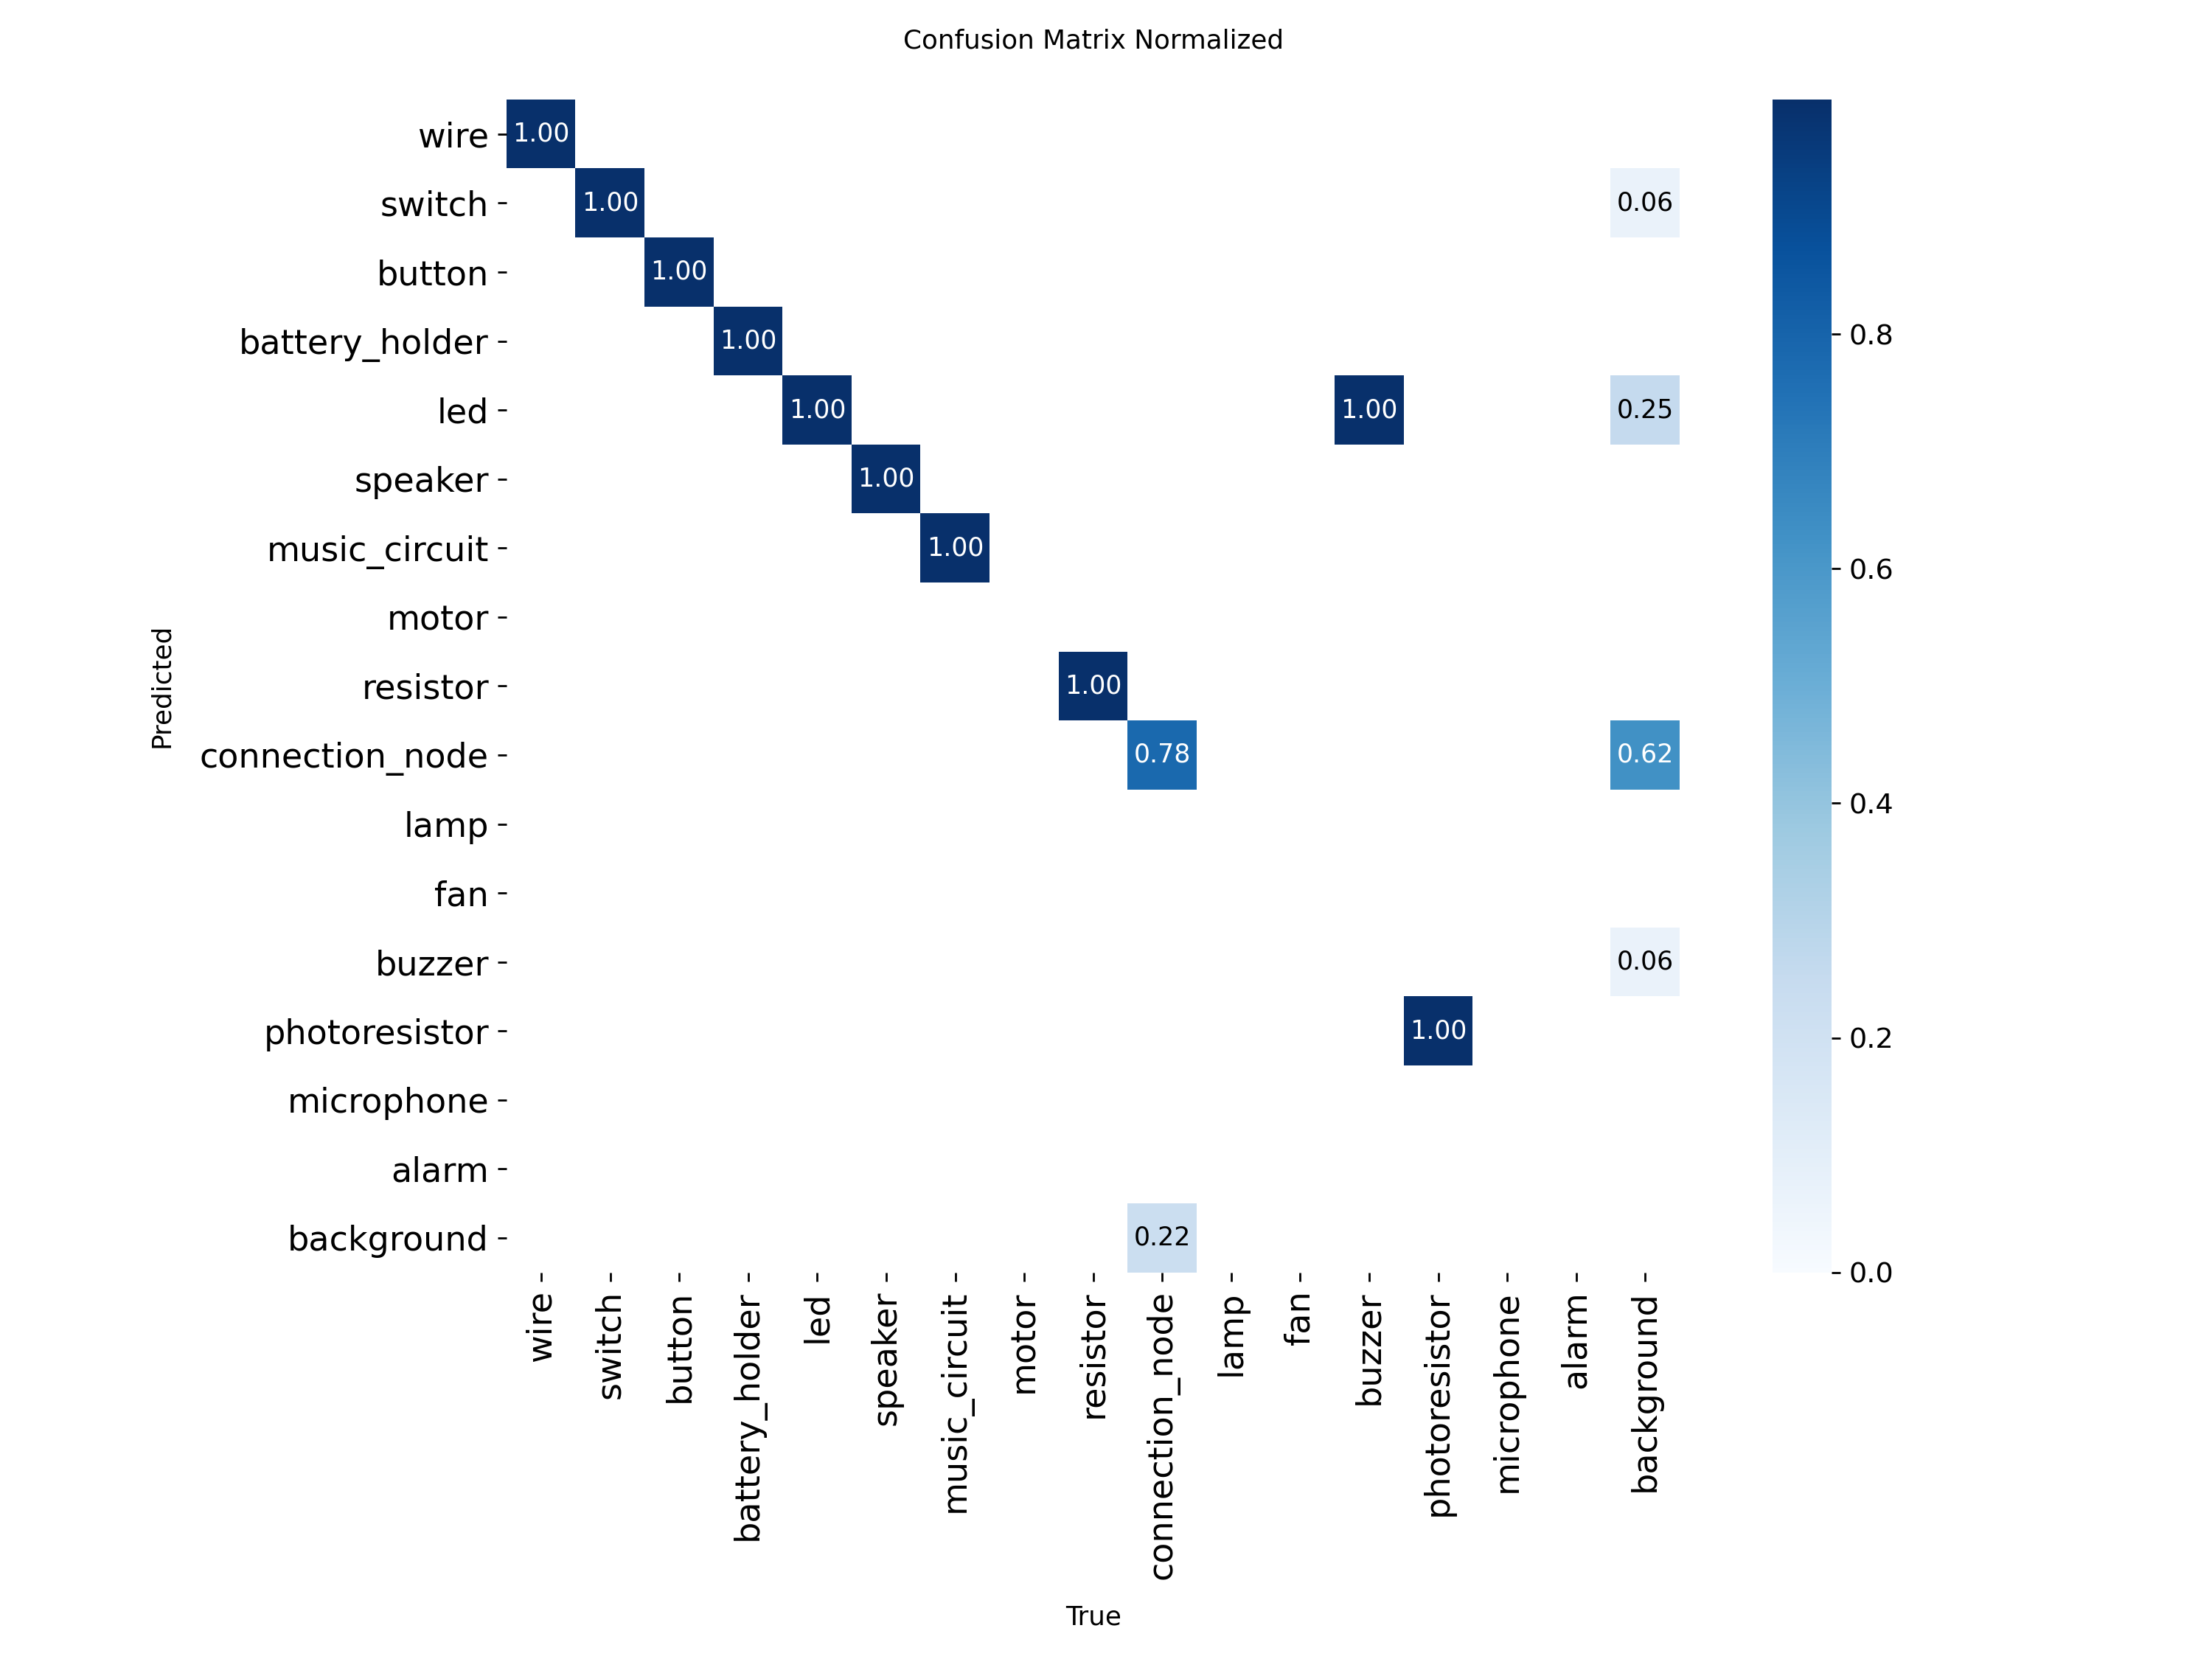 Confusion Matrix Normalized
wire 1.00
switch 1.00 0.06
button 1.00
battery_holder 1.00 0.8
led 1.00 1.00 0.25
speaker 1.00
music_circuit 1.00 0.6
motor
resistor 1.00
connection_node 0.78 0.62
lamp 0.4
fan
buzzer 0.06
photoresistor 1.00 0.2
microphone
alarm
background 0.22 0.0
Predicted
wire
switch
button
battery_holder
led
speaker
music_circuit
motor
resistor
connection_node
lamp
fan
buzzer
photoresistor
microphone
alarm
background
True